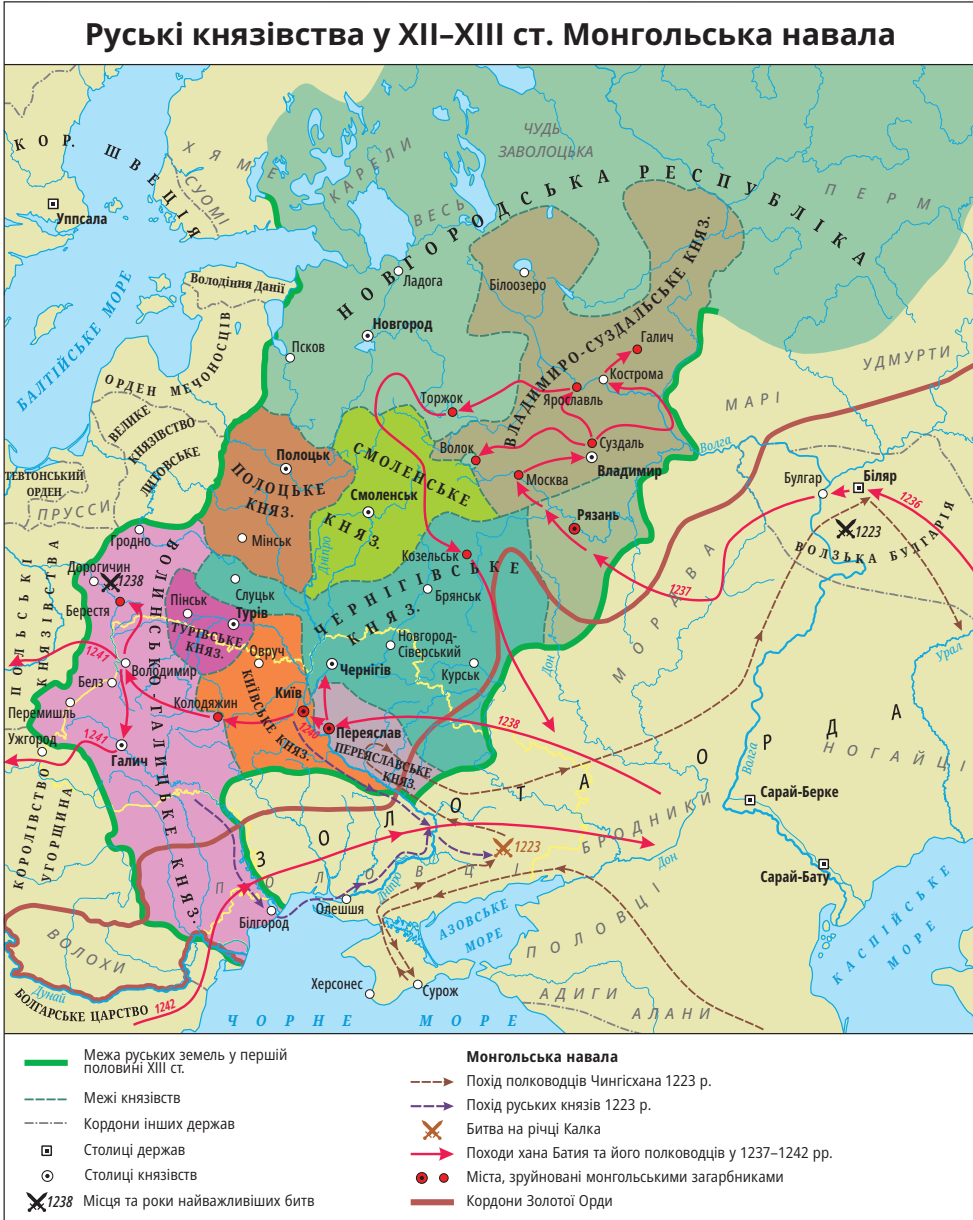 Руські князівства у XII–XIII ст. Монгольська навала
КОР. ШВЕЦІЯ
ХЯМЕ
СУОМІ
КАРЕЛИ
ЧУДЬ
ЗАВОЛОЦЬКА
ВЕСЬ
ПЕРМ
Уппсала
НОВГОРОДСЬКА РЕСПУБЛІКА
БАЛТІЙСЬКЕ МОРЕ
Володіння Данії
Ладога
Білоозеро
ВЛАДИМИРО-СУЗДАЛЬСЬКЕ КНЯЗ.
Новгород
Псков
Галич
Кострома
УДМУРТИ
ОРДЕН МЕЧОНОСЦІВ
Торжок
Ярославль
МАРІ
ВЕЛИКЕ
КНЯЗІВСТВО
ЛИТОВСЬКЕ
ТЕВТОНСЬКИЙ
ОРДЕН
ПРУССИ
Полоцьк
ПОЛОЦЬКЕ
КНЯЗ.
СМОЛЕНСЬКЕ
КНЯЗ.
Смоленськ
Волок
Суздаль
Владимир
Москва
Волга
Булгар
Біляр
1236
1223
ВОЛЗЬКА БУЛГАРІЯ
Рязань
Гродно
Мінськ
Дніпро
Козельськ
1237
МОРДВА
ПОЛЬСЬКІ
КНЯЗІВСТВА
Дорогичин
1238
Берестя
ВОЛИНСЬКО-ГАЛИЦЬКЕ КНЯЗ.
Слуцьк
Пінськ
Турів
ТУРІВСЬКЕ
КНЯЗ.
ЧЕРНІГІВСЬКЕ
КНЯЗ.
Брянськ
Новгород-
Сіверський
Курськ
Чернігів
Дон
Урал
1241
Володимир
Белз
Овруч
Перемишль
Колодяжин
Київ
КИЇВСЬКЕ КНЯЗ.
1240
Переяслав
ПЕРЕЯСЛАВСЬКЕ
КНЯЗ.
1238
Ужгород
1241
Галич
ЗОЛОТА ОРДА
НОГАЙЦІ
Волга
Сарай-Берке
КОРОЛІВСТВО
УГОРЩИНА
1223
БРОДНИКИ
Дон
Сарай-Бату
ПОЛОВЦІ
Дніпро
Олешшя
Білгород
АЗОВСЬКЕ
МОРЕ
ПОЛОВЦІ
КАСПІЙСЬКЕ
МОРЕ
ВОЛОХИ
Дунай
БОЛГАРСЬКЕ ЦАРСТВО
1242
Херсонес
Сурож
АДИГИ
АЛАНИ
ЧОРНЕ МОРЕ
Межа руських земель у першій
половині XIII ст.
Межі князівств
Кордони інших держав
Столиці держав
Столиці князівств
1238 Місця та роки найважливіших битв
Монгольська навала
Похід полководців Чингісхана 1223 р.
Похід руських князів 1223 р.
Битва на річці Калка
Походи хана Батия та його полководців у 1237–1242 рр.
Міста, зруйновані монгольськими загарбниками
Кордони Золотої Орди